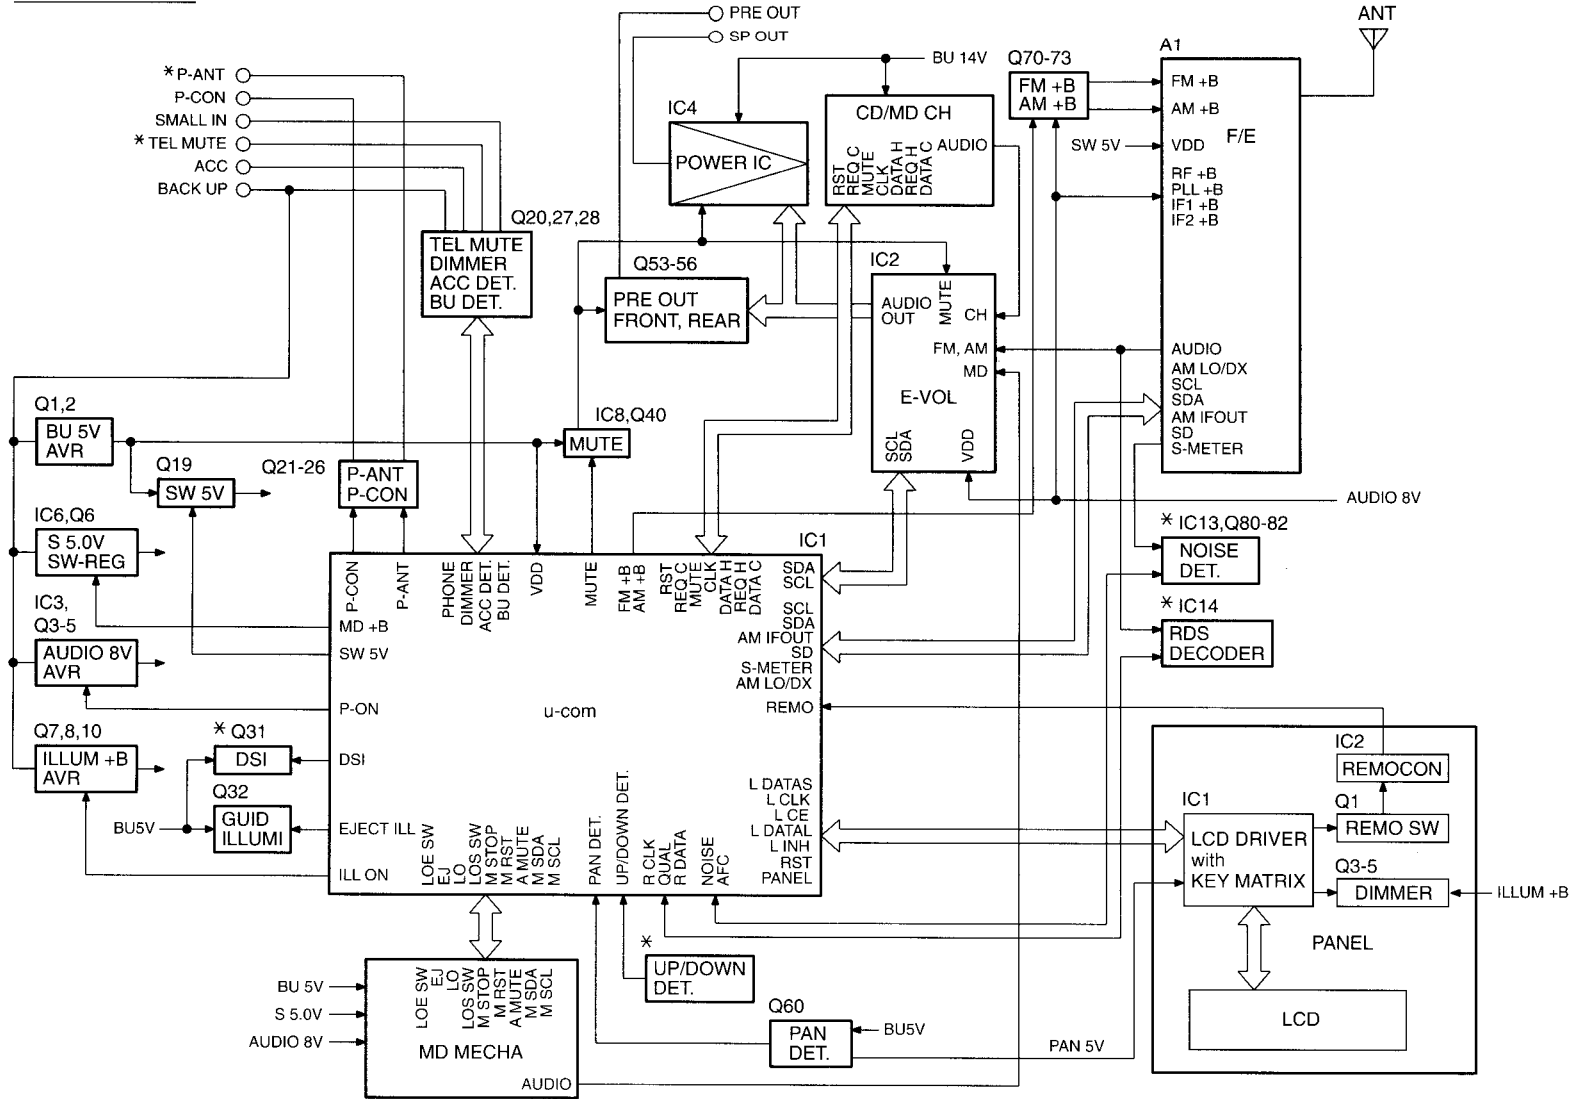 PRE OUT
SP OUT
ANT
* P-ANT
P-CON
SMALL IN
* TEL MUTE
ACC
BACK UP
BU 14V
Q70-73
FM +B
AM +B
A1
FM +B
AM +B
SW 5V
VDD
F/E
RF +B
PLL +B
IF1 +B
IF2 +B
AUDIO
AM LO/DX
SCL
SDA
AM IFOUT
SD
S-METER
IC4
POWER IC
CD/MD CH
AUDIO
RST
REQ C
MUTE
CLK
DATA H
REQ H
DATA C
Q20,27,28
TEL MUTE
DIMMER
ACC DET.
BU DET.
Q53-56
PRE OUT
FRONT, REAR
IC2
AUDIO
OUT
MUTE
CH
FM, AM
MD
E-VOL
SCL
SDA
VDD
AUDIO 8V
Q1,2
BU 5V
AVR
Q19
SW 5V
Q21-26
P-ANT
P-CON
IC8,Q40
MUTE
IC6,Q6
S 5.0V
SW-REG
IC3,
Q3-5
AUDIO 8V
AVR
Q7,8,10
ILLUM +B
AVR
* Q31
DSI
Q32
GUID
ILLUMI
BU5V
* IC13,Q80-82
NOISE
DET.
* IC14
RDS
DECODER
IC1
P-CON
P-ANT
PHONE
DIMMER
ACC DET.
BU DET.
VDD
MUTE
FM +B
AM +B
RST
REQ C
MUTE
CLK
DATA H
REQ H
DATA C
SDA
SCL
SCL
SDA
AM IFOUT
SD
S-METER
AM LO/DX
REMO
MD +B
SW 5V
P-ON
DSI
EJECT ILL
ILL ON
u-com
L DATAS
L CLK
L CE
L DATAL
L INH
RST
PANEL
LOE SW
EJ
LO
LOS SW
M STOP
M RST
A MUTE
M SDA
M SCL
PAN DET.
UP/DOWN DET.
R CLK
QUAL
R DATA
NOISE
AFC
BU 5V
S 5.0V
AUDIO 8V
LOE SW
EJ
LO
LOS SW
M STOP
M RST
A MUTE
M SDA
M SCL
MD MECHA
AUDIO
*
UP/DOWN
DET.
Q60
PAN
DET.
BU5V
PAN 5V
IC2
REMOCON
IC1
LCD DRIVER
with
KEY MATRIX
Q1
REMO SW
Q3-5
DIMMER
ILLUM +B
PANEL
LCD